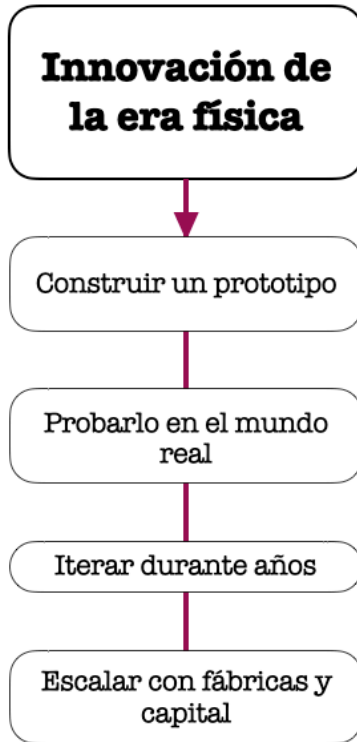 Innovación de
la era física
Construir un prototipo
Probarlo en el mundo
real
Iterar durante años
Escalar con fábricas y
capital